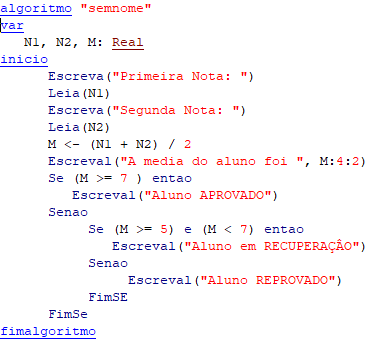 algoritmo "semnome"
var
N1, N2, M: Real
inicio
Escreva("Primeira Nota: ")
Leia(N1)
Escreva("Segunda Nota: ")
Leia(N2)
M <- (N1 + N2) / 2
Escreval("A media do aluno foi ", M:4:2)
Se (M >= 7 ) entao
Escreval("Aluno APROVADO")
Senao
Se (M >= 5) e (M < 7) entao
Escreval("Aluno em RECUPERAÇÂO")
Senao
Escreval("Aluno REPROVADO")
FimSE
FimSe
fimalgoritmo